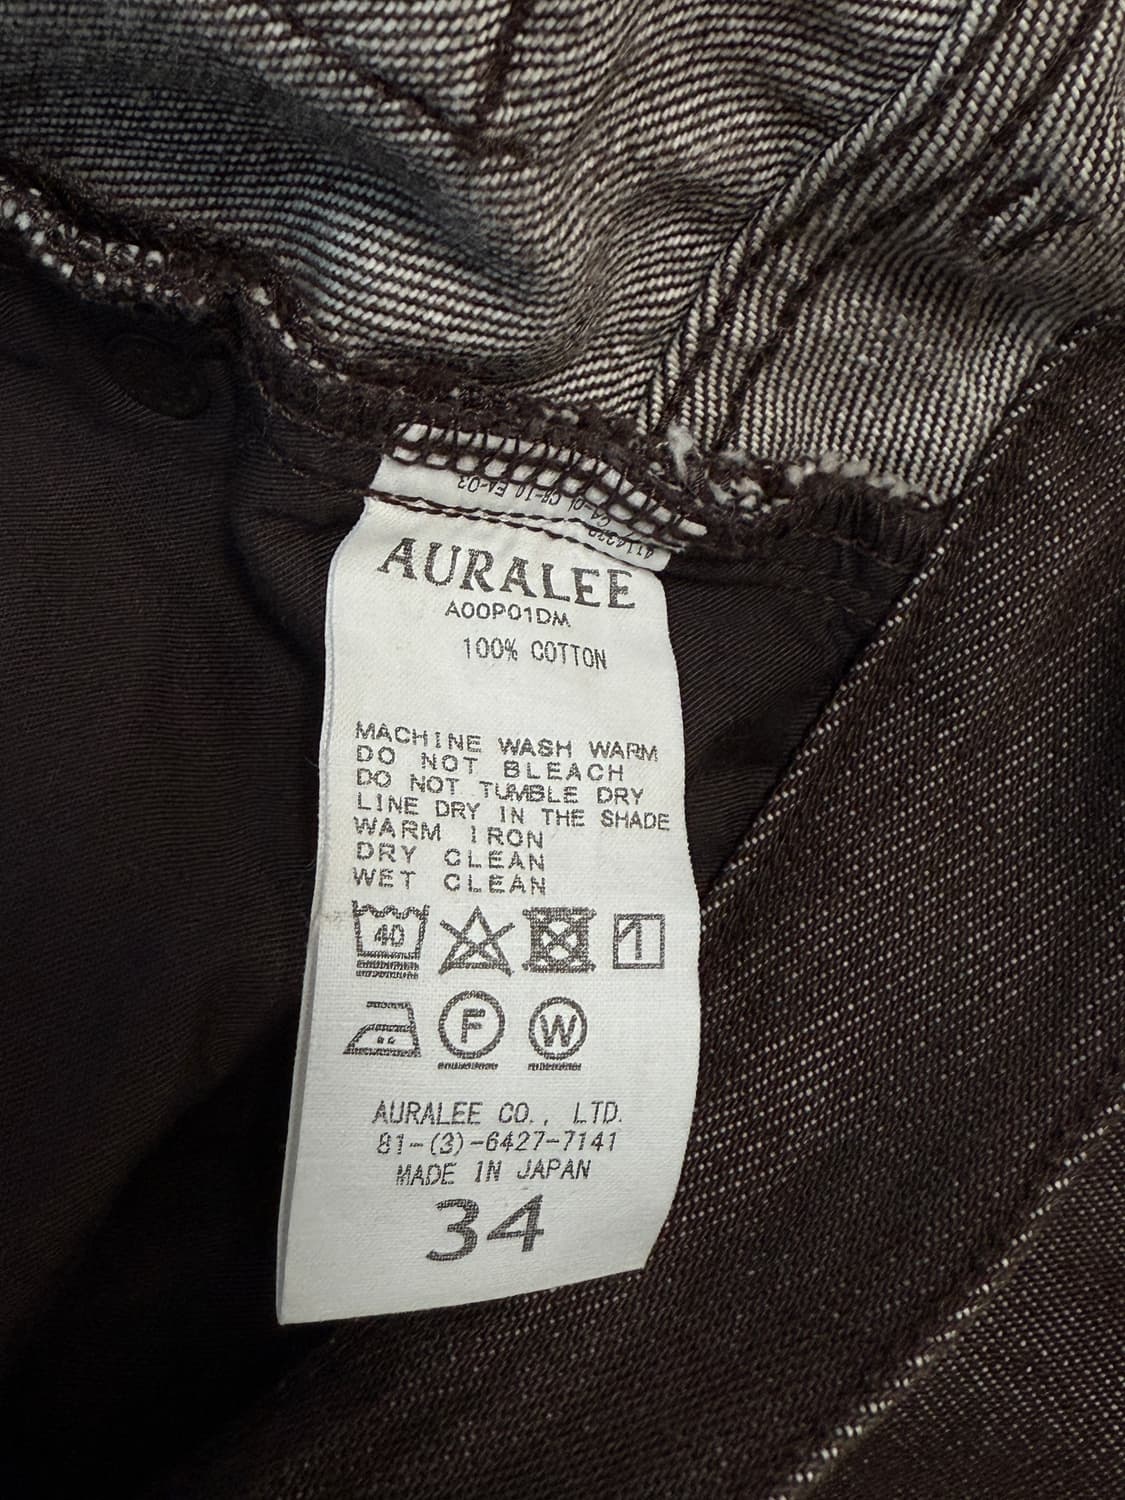 AURALEE
A00P01DM
100% COTTON
MACHINE WASH WARM
DO NOT BLEACH
DO NOT TUMBLE DRY
LINE DRY IN THE SHADE
WARM IRON
DRY CLEAN
WET CLEAN
40
F W
AURALEE CO., LTD.
81-(3)-6427-7141
MADE IN JAPAN
34